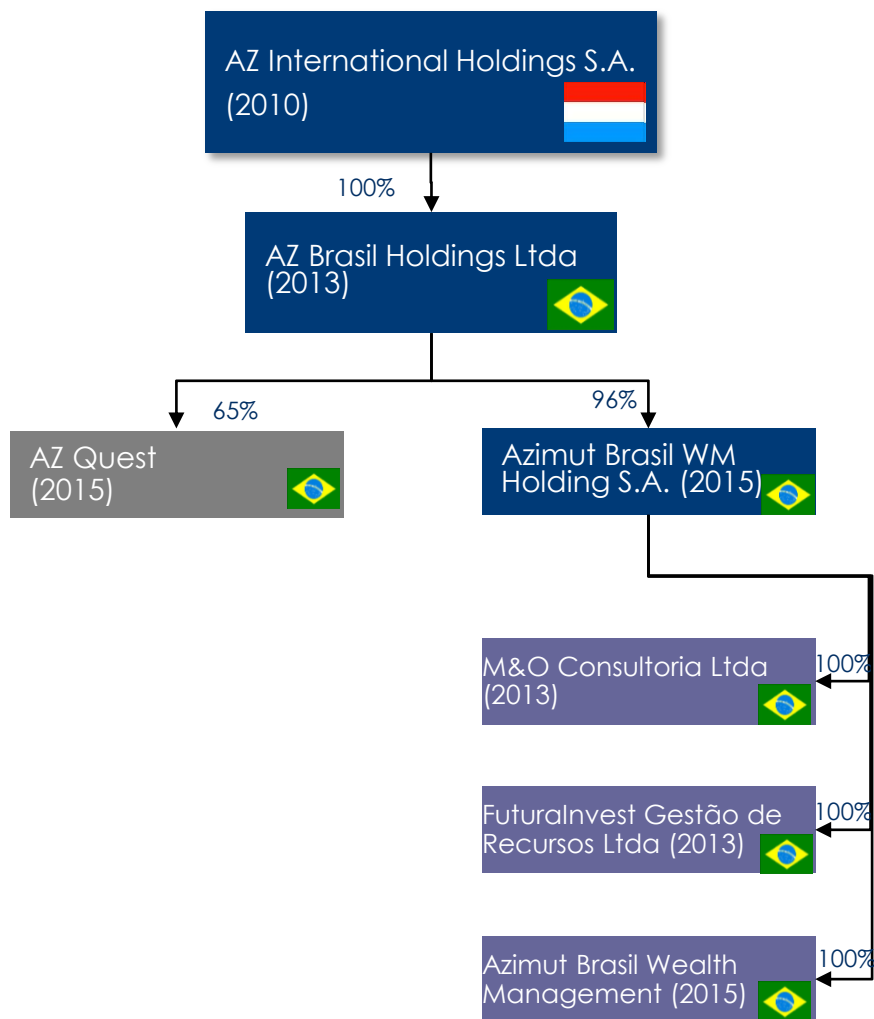 AZ International Holdings S.A.
(2010)
100%
AZ Brasil Holdings Ltda
(2013)
65%
96%
AZ Quest
(2015)
Azimut Brasil WM
Holding S.A. (2015)
M&O Consultoria Ltda
(2013)
100%
FuturaInvest Gestão de
Recursos Ltda (2013)
100%
Azimut Brasil Wealth
Management (2015)
100%